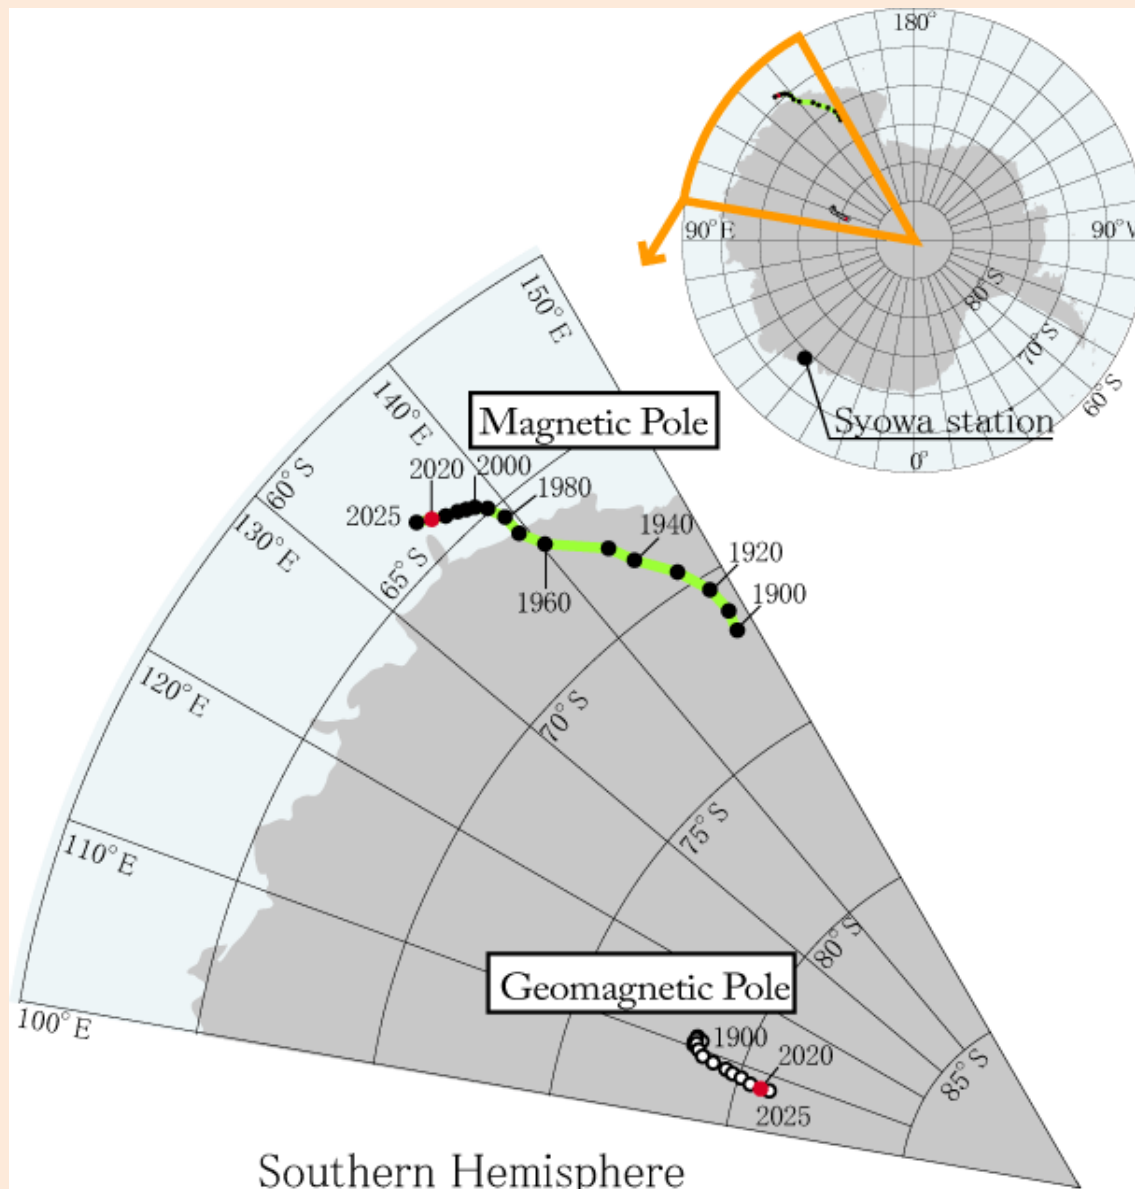 180°
90°E
90°W
80°S
70°S
60°S
Syowa station
0°
150°E
140°E
Magnetic Pole
60°S
2020
2000
1980
2025
130°E
1940
65°S
1920
1960
1900
120°E
70°S
75°S
110°E
80°S
Geomagnetic Pole
100°E
1900
2020
85°S
2025
Southern Hemisphere